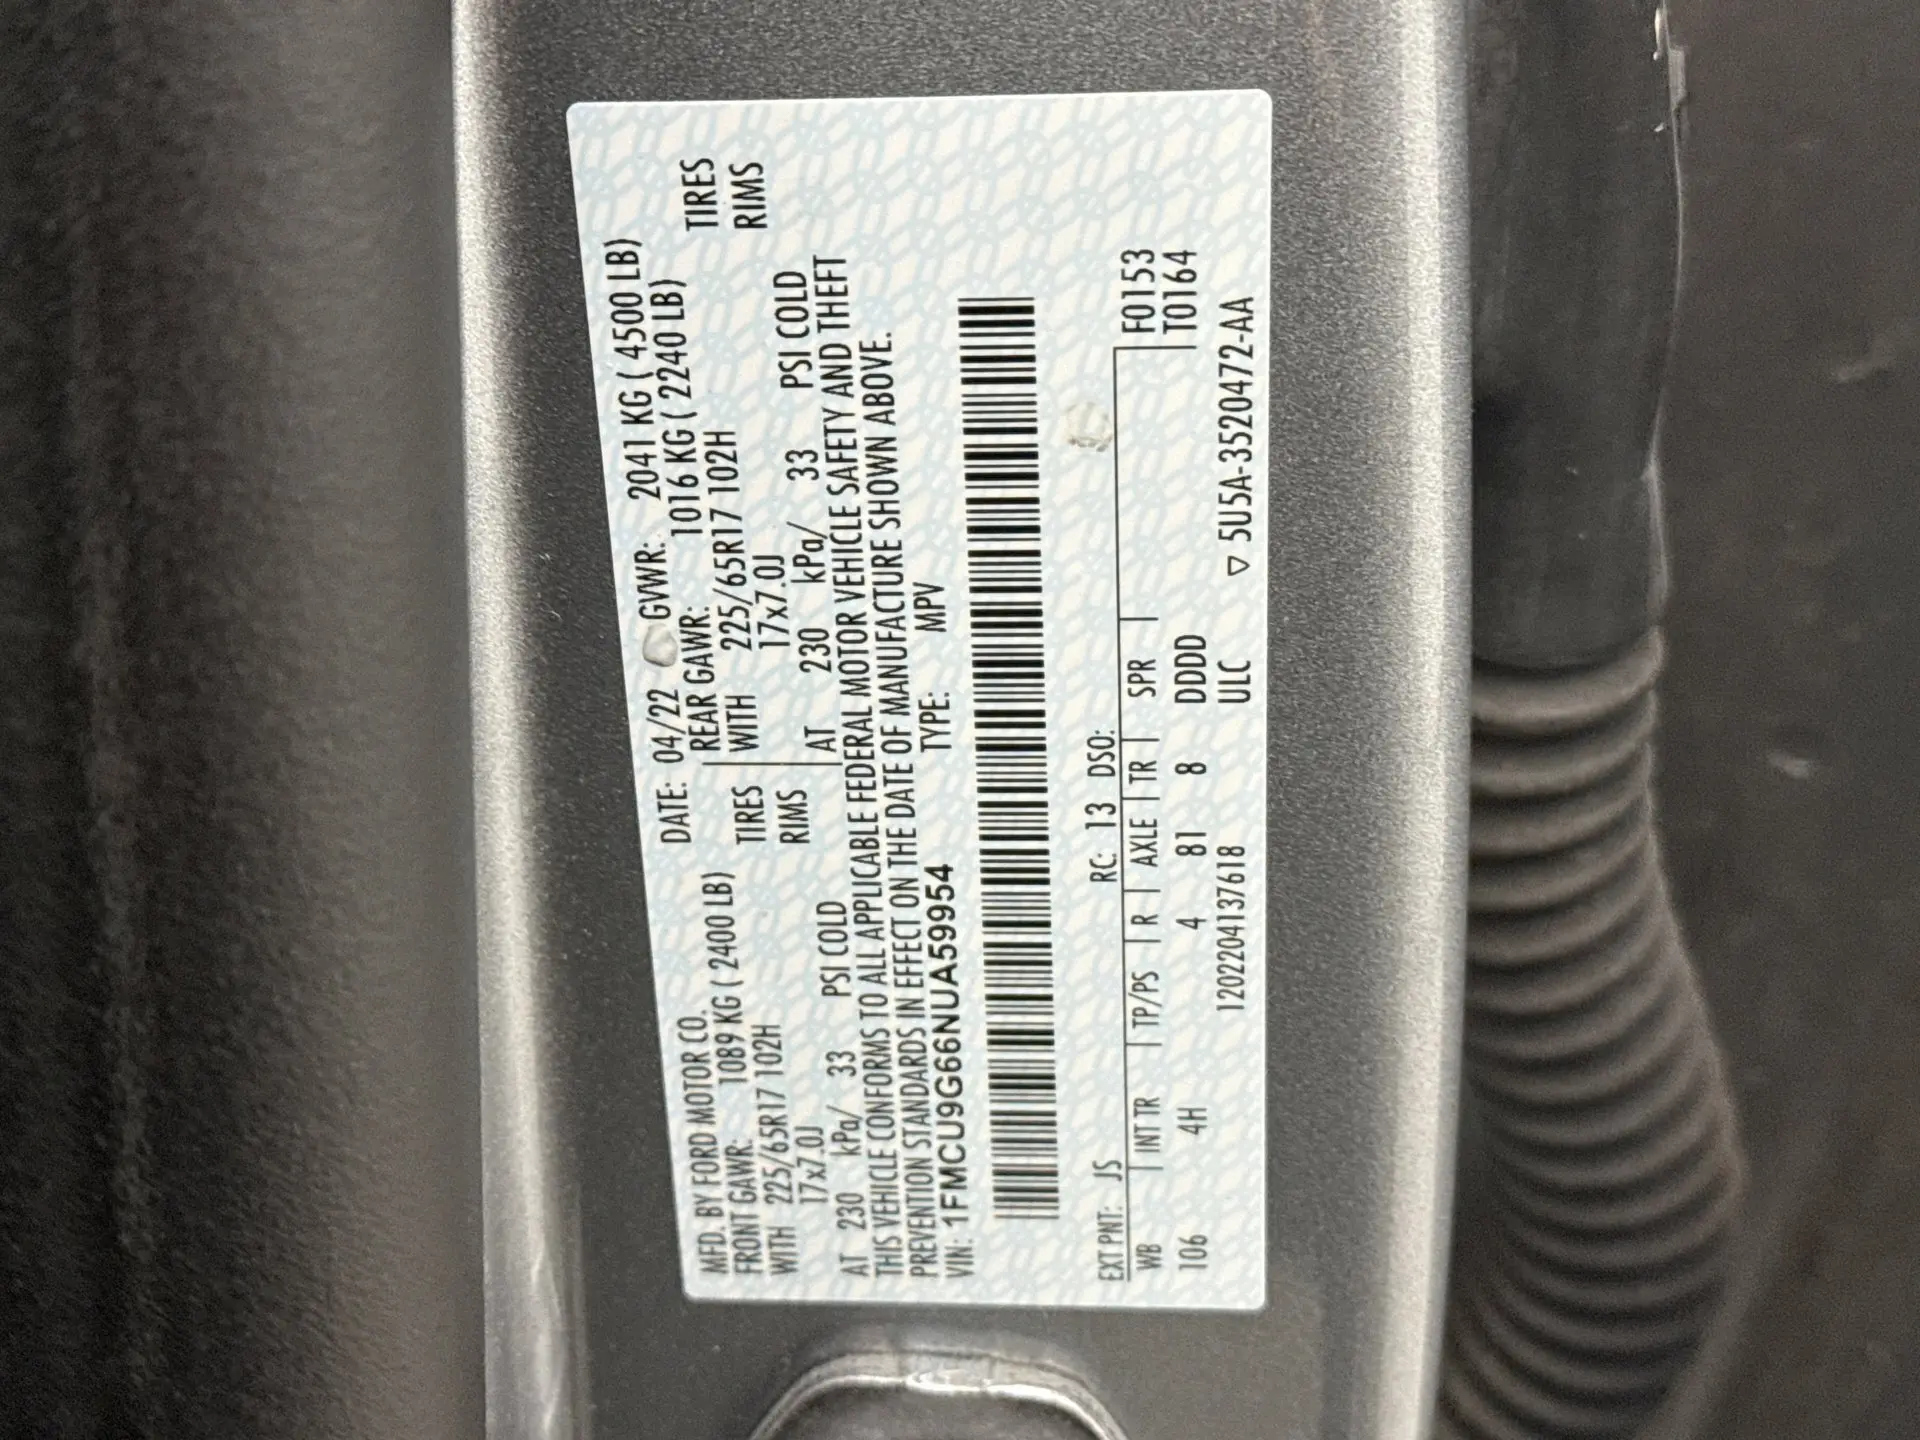 MFD. BY FORD MOTOR CO.
DATE: 04/22 GVWR: 2041 KG ( 4500 LB)
FRONT GAWR: 1089 KG ( 2400 LB) REAR GAWR: 1016 KG ( 2240 LB)
WITH 225/65R17 102H TIRES WITH 225/65R17 102H TIRES
17x7.0J RIMS 17x7.0J RIMS
AT 230 kPa/ 33 PSI COLD AT 230 kPa/ 33 PSI COLD
THIS VEHICLE CONFORMS TO ALL APPLICABLE FEDERAL MOTOR VEHICLE SAFETY AND THEFT
PREVENTION STANDARDS IN EFFECT ON THE DATE OF MANUFACTURE SHOWN ABOVE.
VIN: 1FMCU9G66NUA59954 TYPE: MPV
EXT PNT: JS RC: 13 DSO: F0153
WB INT TR TP/PS R AXLE TR SPR T0164
106 4H 4 81 8 DDDD
1202204137618 ULC ▽ 5U5A-3520472-AA